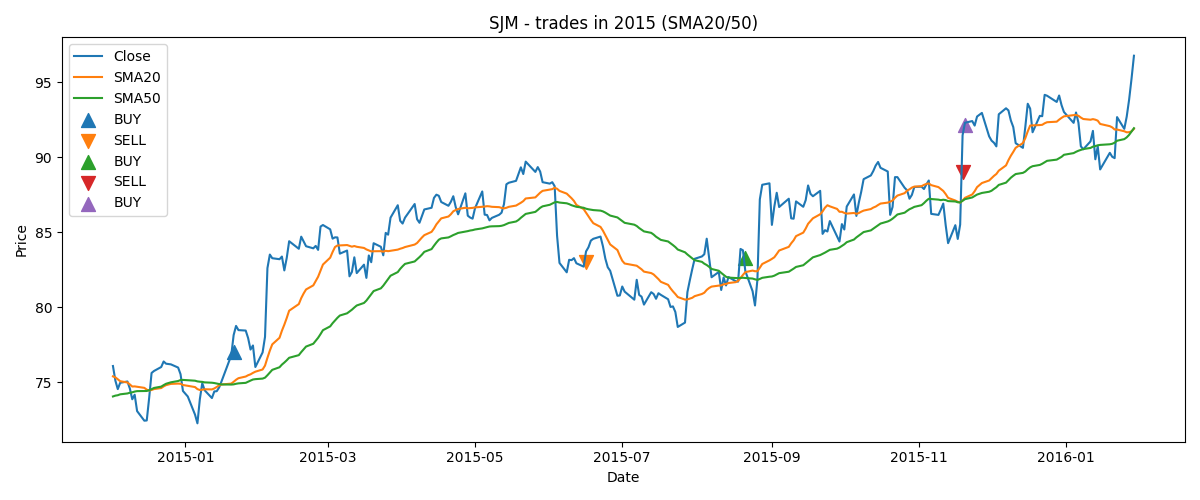 SJM - trades in 2015 (SMA20/50)
Close
SMA20
SMA50
BUY
SELL
BUY
SELL
BUY
95
90
85
80
75
Price
2015-01 2015-03 2015-05 2015-07 2015-09 2015-11 2016-01
Date